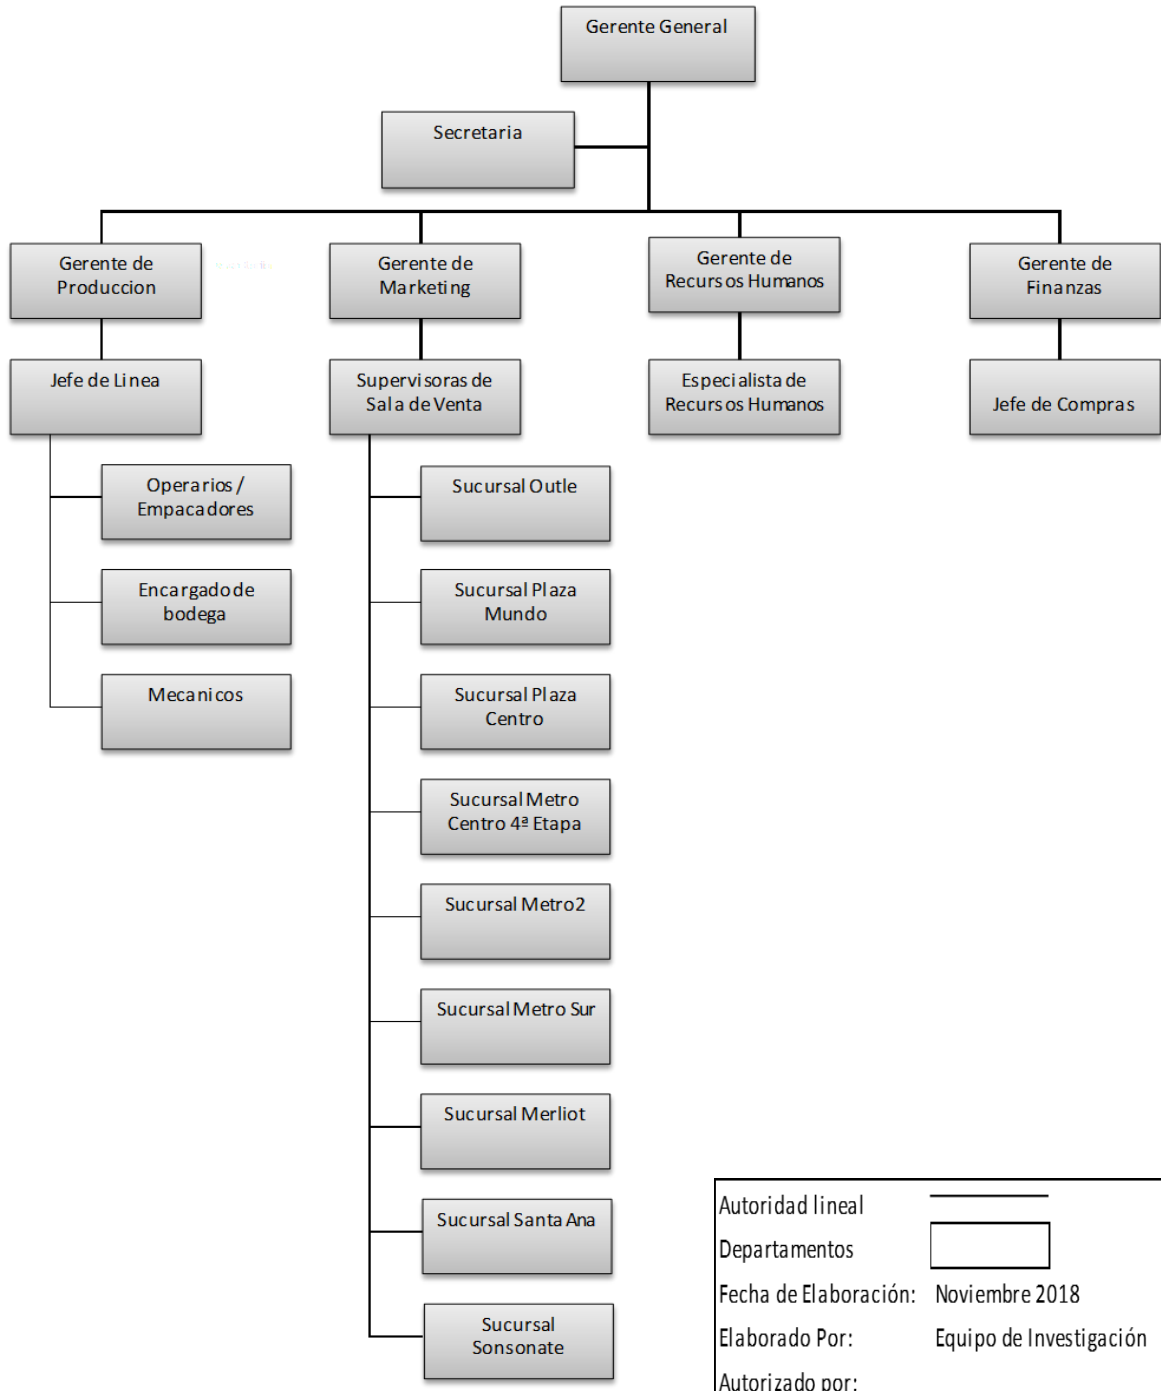 Gerente General
Secretaria
Gerente de
Produccion
Gerente de
Marketing
Gerente de
Recursos Humanos
Gerente de
Finanzas
Jefe de Linea
Supervisoras de
Sala de Venta
Especialista de
Recursos Humanos
Jefe de Compras
Operarios /
Empacadores
Encargado de
bodega
Mecanicos
Sucursal Outle
Sucursal Plaza
Mundo
Sucursal Plaza
Centro
Sucursal Metro
Centro 4ª Etapa
Sucursal Metro2
Sucursal Metro Sur
Sucursal Merliot
Sucursal Santa Ana
Sucursal
Sonsonate
Autoridad lineal
Departamentos
Fecha de Elaboración: Noviembre 2018
Elaborado Por: Equipo de Investigación
Autorizado por: